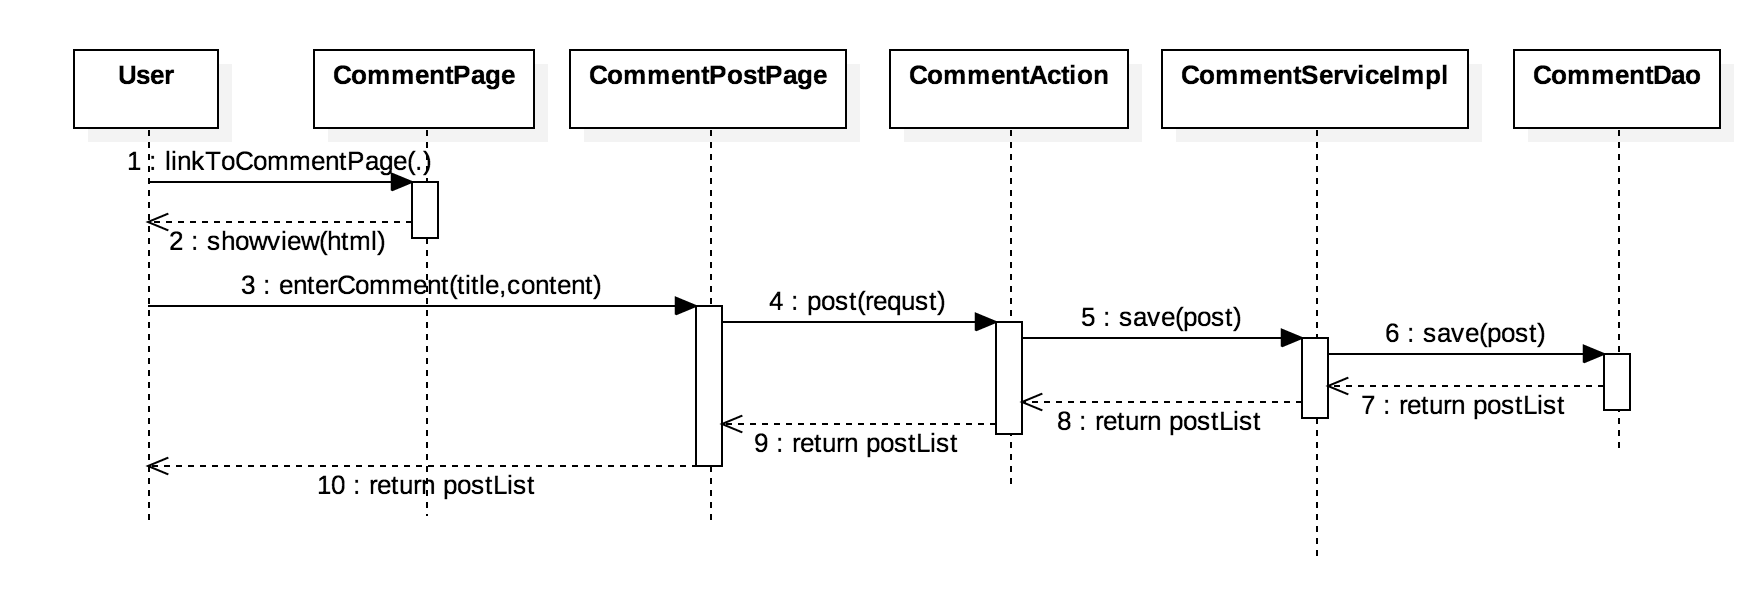 User
CommentPage
CommentPostPage
CommentAction
CommentServiceImpl
CommentDao
1 : linkToCommentPage(.)
2 : showview(html)
3 : enterComment(title,content)
4 : post(requst)
5 : save(post)
6 : save(post)
7 : return postList
8 : return postList
9 : return postList
10 : return postList